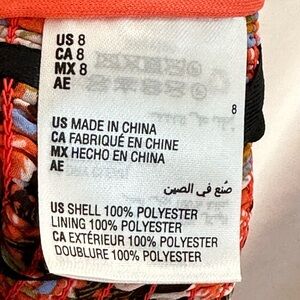 US 8
CA 8
MX 8
AE
8
US MADE IN CHINA
CA FABRIQUÉ EN CHINE
MX HECHO EN CHINA
AE
صُنع في الصين
US SHELL 100% POLYESTER
LINING 100% POLYESTER
CA EXTÉRIEUR 100% POLYESTER
DOUBLURE 100% POLYESTER